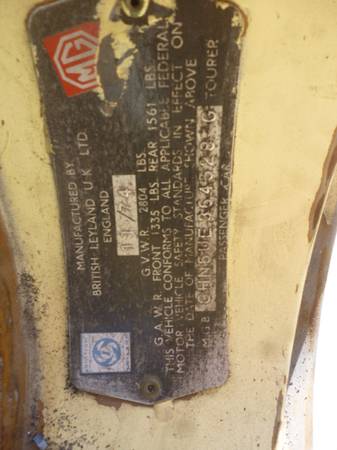 MG
MANUFACTURED BY
BRITISH LEYLAND U K LTD.
ENGLAND
G.V.W.R. 2804 LBS.
G.A.W.R. FRONT 1335 LBS. REAR 1561 LBS.
THIS VEHICLE CONFORMS TO ALL APPLICABLE FEDERAL
MOTOR VEHICLE SAFETY STANDARDS IN EFFECT ON
THE DATE OF MANUFACTURE SHOWN ABOVE
M.G.B. TOURER
PASSENGER CAR